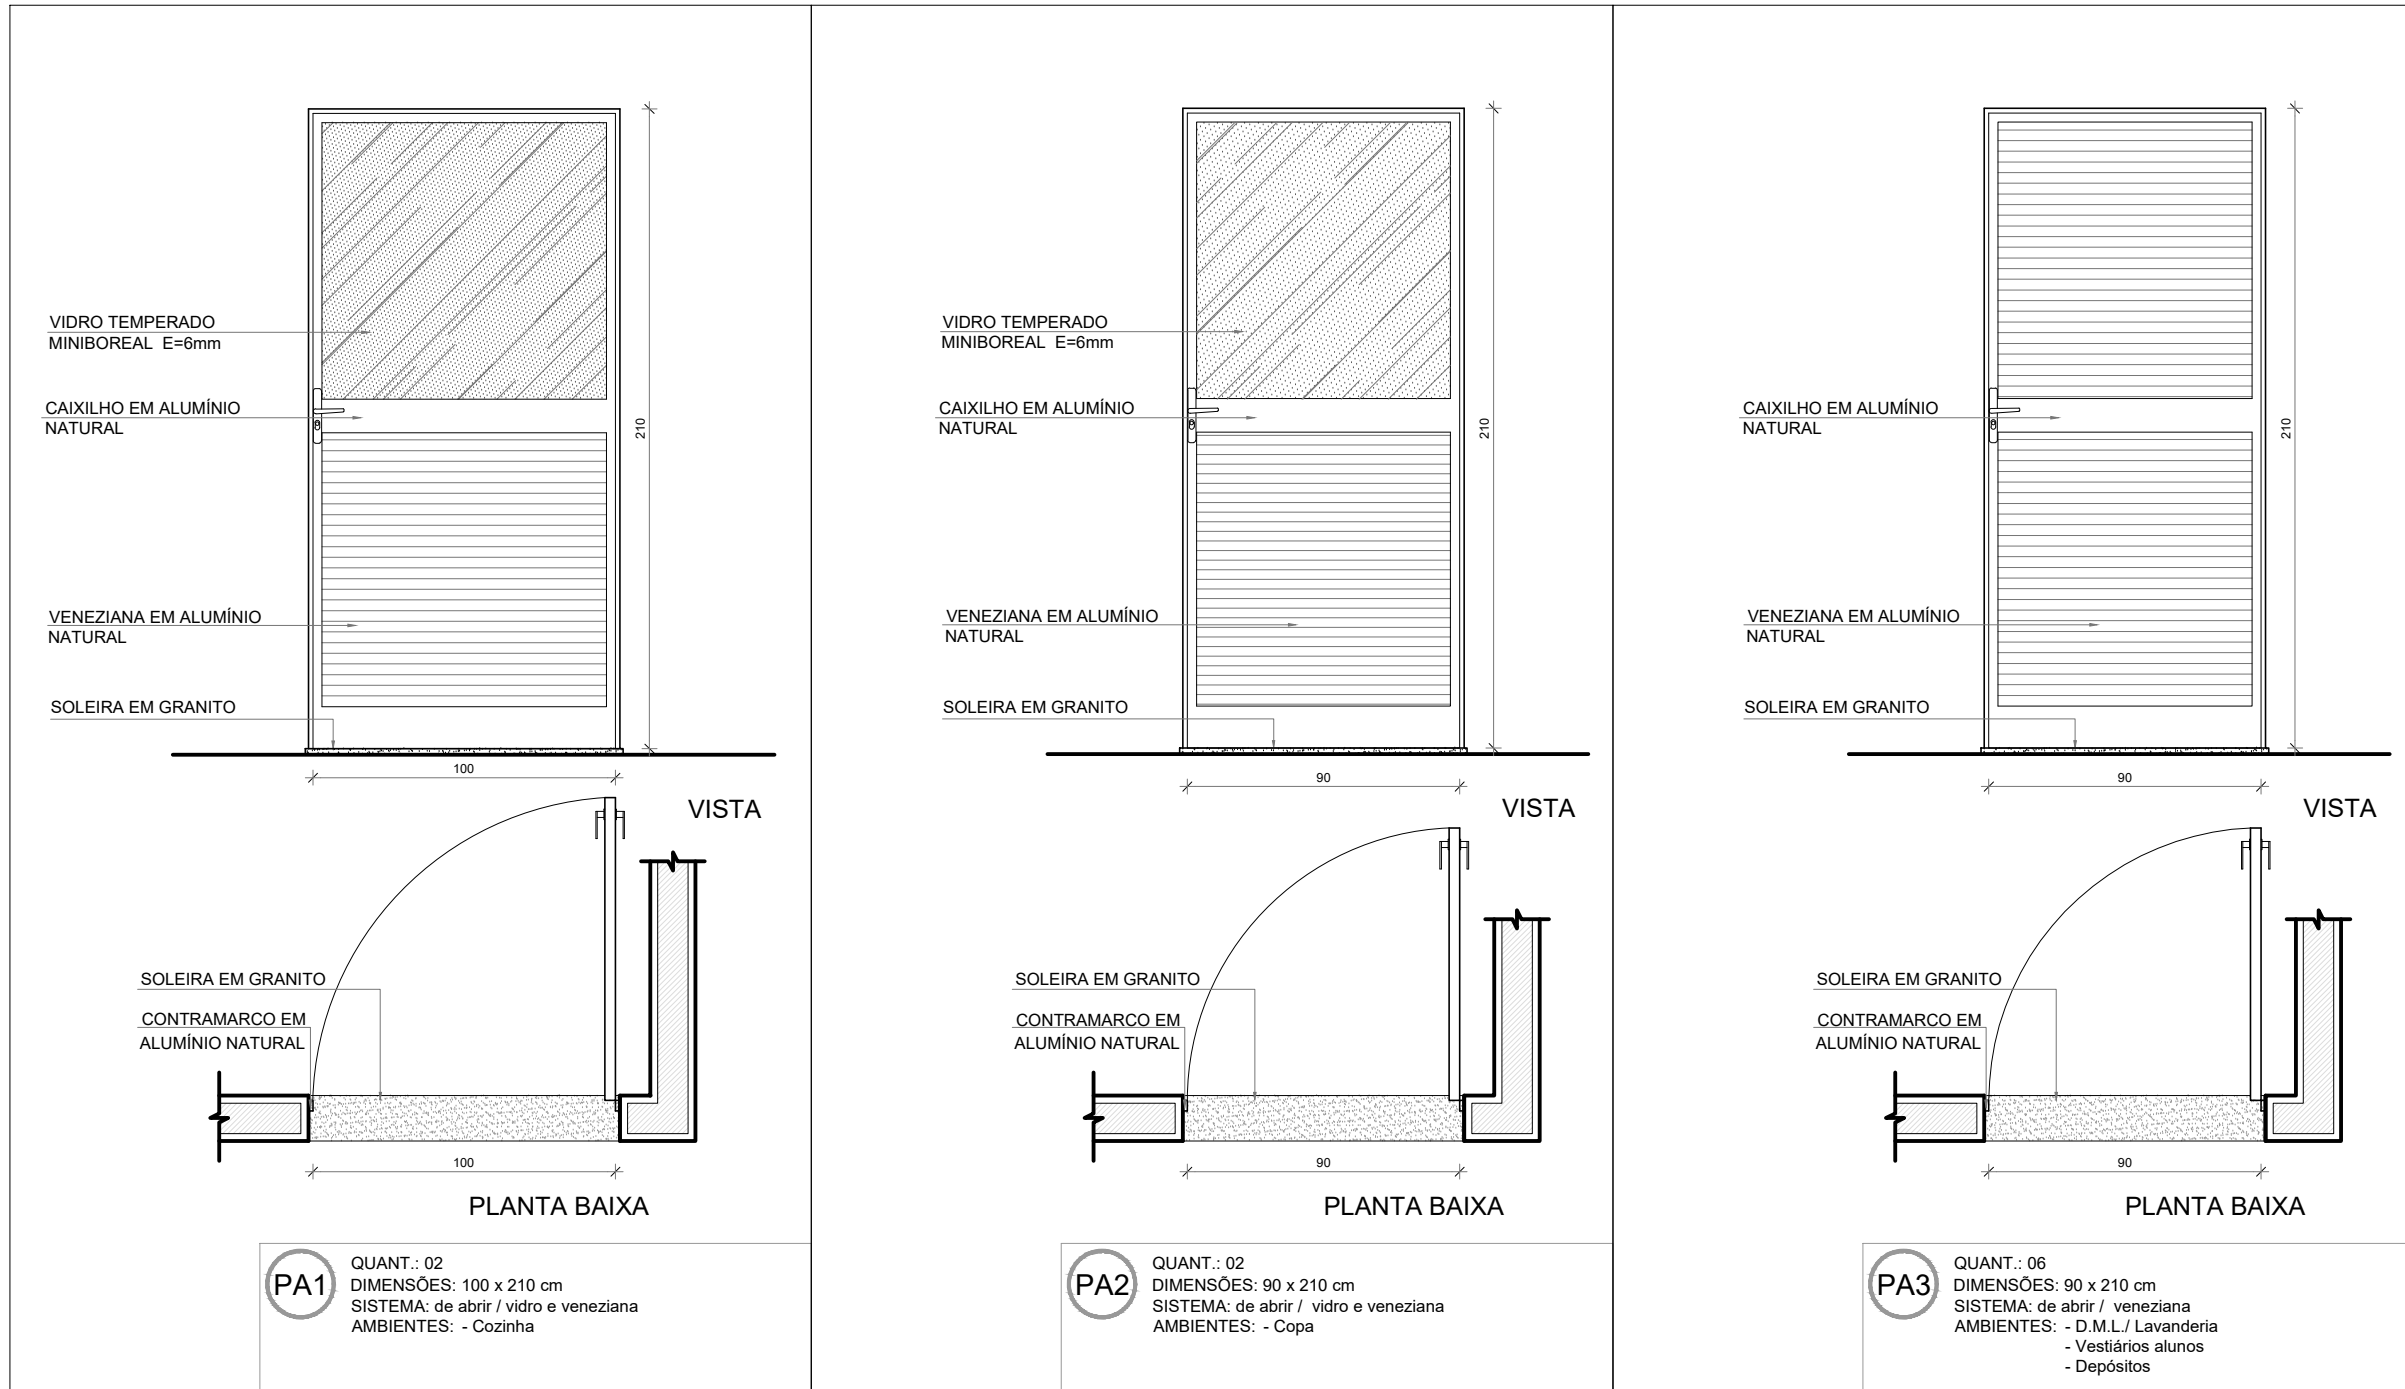 VIDRO TEMPERADO
MINIBOREAL E=6mm
CAIXILHO EM ALUMÍNIO
NATURAL
210
VENEZIANA EM ALUMÍNIO
NATURAL
SOLEIRA EM GRANITO
100
VISTA
SOLEIRA EM GRANITO
CONTRAMARCO EM
ALUMÍNIO NATURAL
100
PLANTA BAIXA
PA1
QUANT.: 02
DIMENSÕES: 100 x 210 cm
SISTEMA: de abrir / vidro e veneziana
AMBIENTES: - Cozinha
VIDRO TEMPERADO
MINIBOREAL E=6mm
CAIXILHO EM ALUMÍNIO
NATURAL
210
VENEZIANA EM ALUMÍNIO
NATURAL
SOLEIRA EM GRANITO
90
VISTA
SOLEIRA EM GRANITO
CONTRAMARCO EM
ALUMÍNIO NATURAL
90
PLANTA BAIXA
PA2
QUANT.: 02
DIMENSÕES: 90 x 210 cm
SISTEMA: de abrir / vidro e veneziana
AMBIENTES: - Copa
CAIXILHO EM ALUMÍNIO
NATURAL
210
VENEZIANA EM ALUMÍNIO
NATURAL
SOLEIRA EM GRANITO
90
VISTA
SOLEIRA EM GRANITO
CONTRAMARCO EM
ALUMÍNIO NATURAL
90
PLANTA BAIXA
PA3
QUANT.: 06
DIMENSÕES: 90 x 210 cm
SISTEMA: de abrir / veneziana
AMBIENTES: - D.M.L./ Lavanderia
- Vestiários alunos
- Depósitos